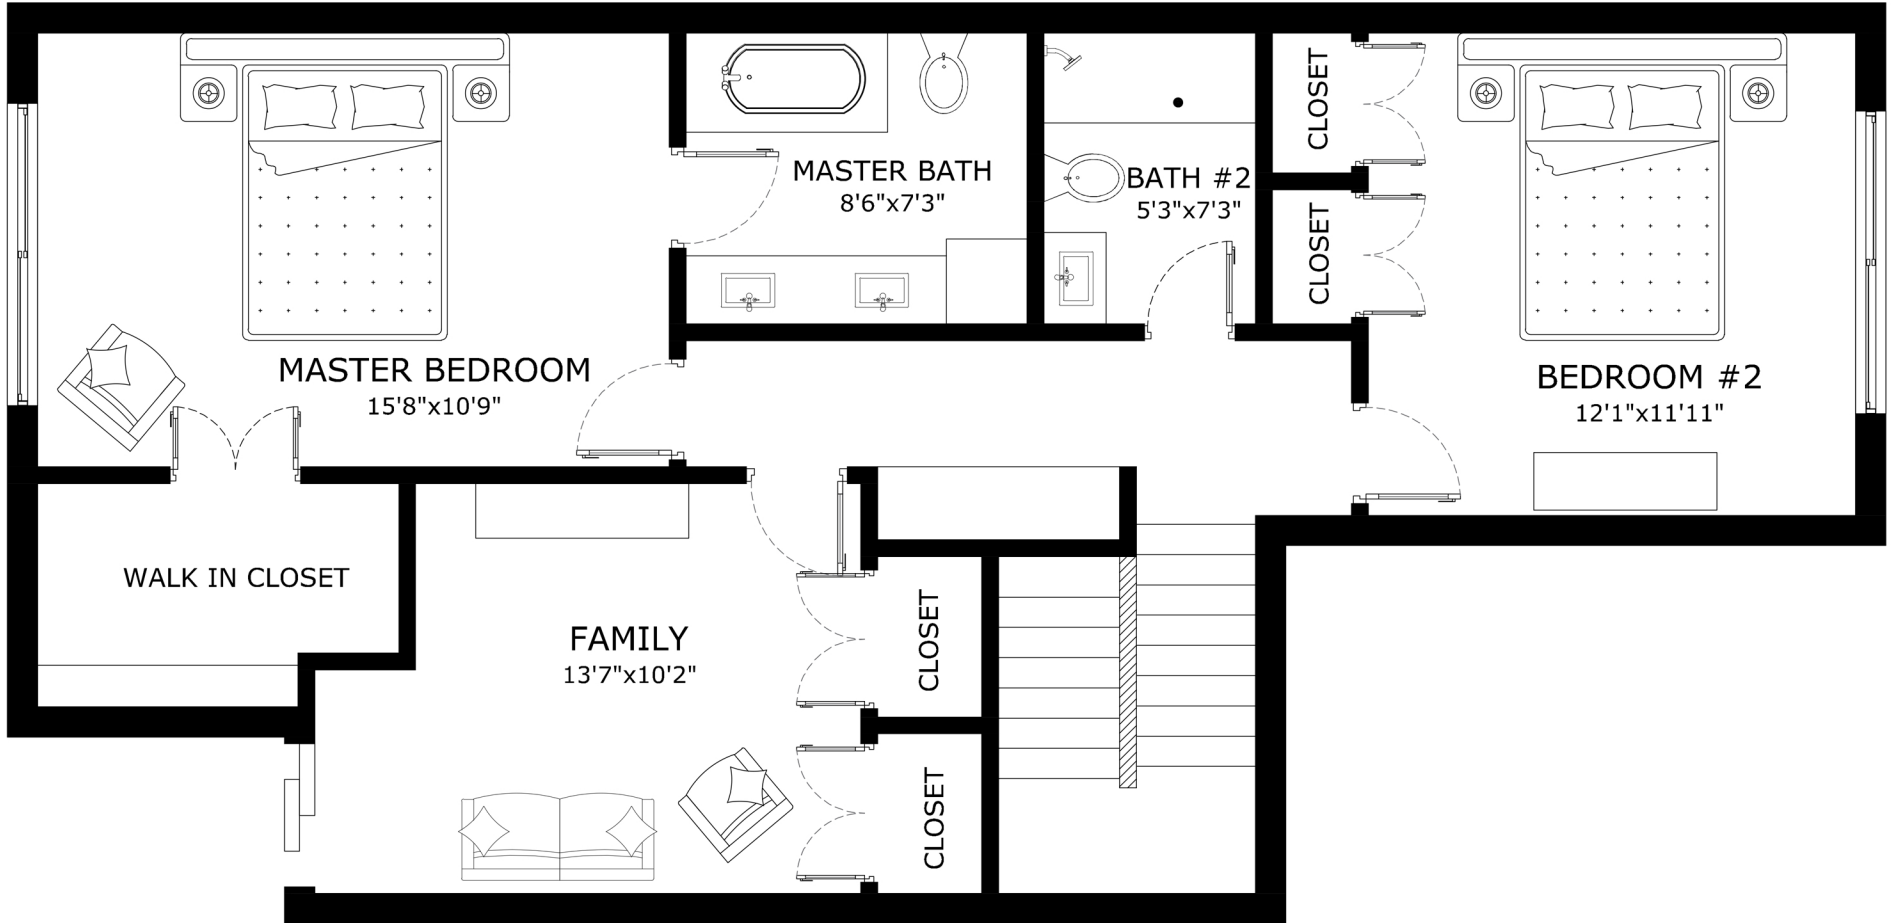 CLOSET
MASTER BATH
8'6"x7'3"
BATH #2
5'3"x7'3"
CLOSET
MASTER BEDROOM
15'8"x10'9"
BEDROOM #2
12'1"x11'11"
WALK IN CLOSET
FAMILY
13'7"x10'2"
CLOSET
CLOSET